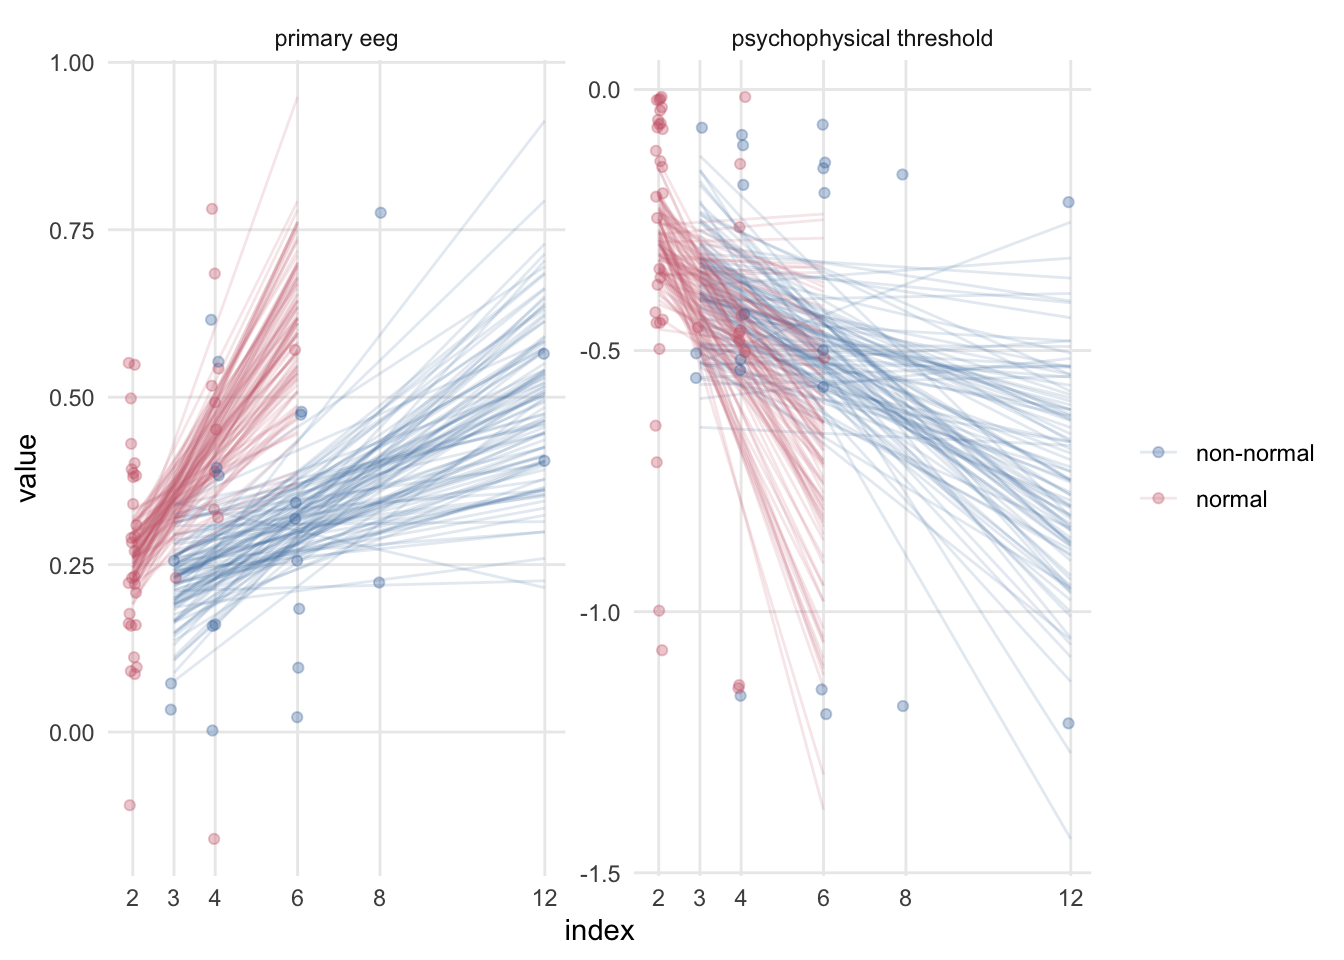 primary eeg
psychophysical threshold
1.00
0.75
0.50
0.25
0.00
value
0.0
-0.5
-1.0
-1.5
2 3 4 6 8 12
2 3 4 6 8 12
index
non-normal
normal